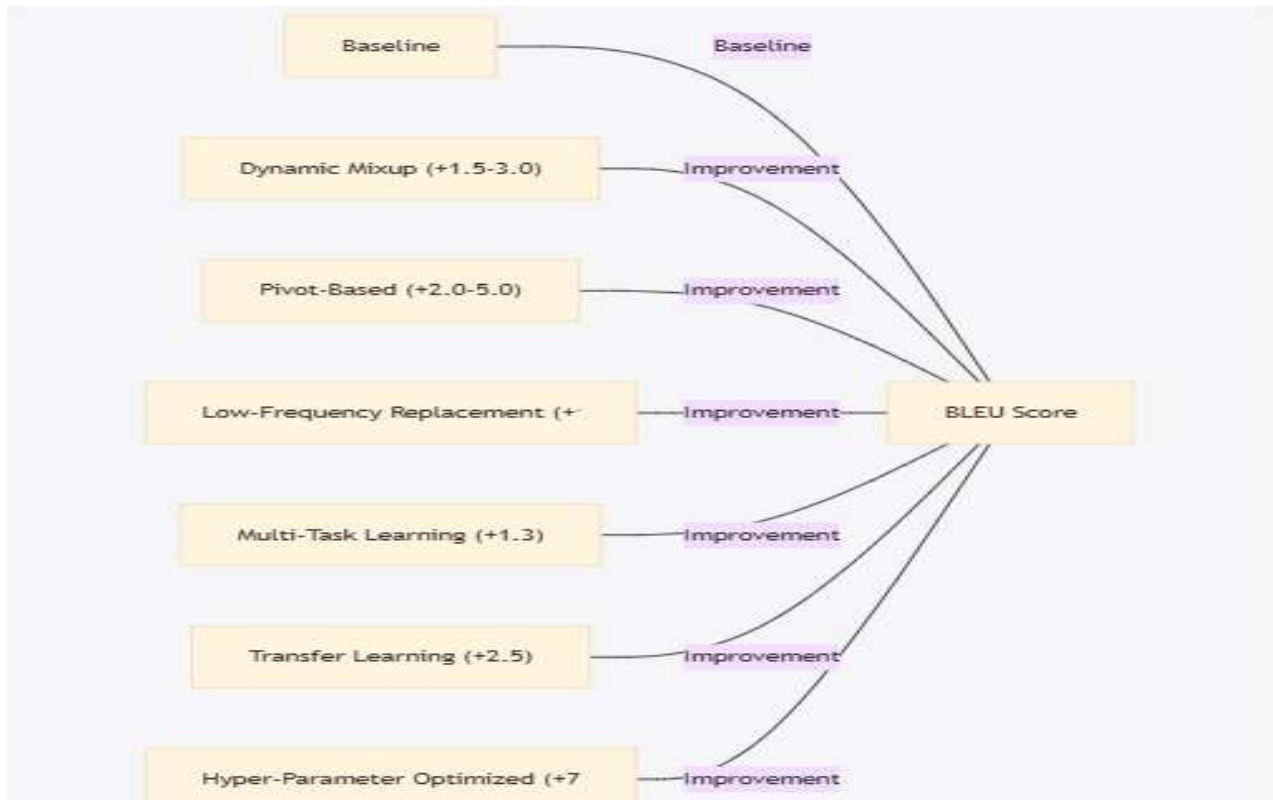 Baseline
Baseline
Dynamic Mixup (+1.5-3.0)
Improvement
Pivot-Based (+2.0-5.0)
Improvement
Low-Frequency Replacement (+
Improvement
BLEU Score
Multi-Task Learning (+1.3)
Improvement
Transfer Learning (+2.5)
Improvement
Hyper-Parameter Optimized (+7
Improvement